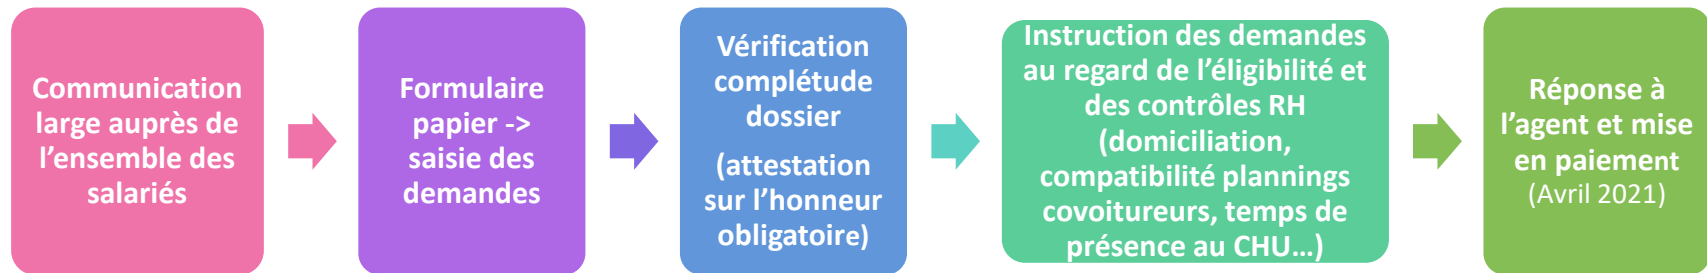 Communication
large auprès de
l’ensemble des
salariés
Formulaire
papier ->
saisie des
demandes
Vérification
complétude
dossier
(attestation
sur l’honneur
obligatoire)
Instruction des demandes
au regard de l’éligibilité et
des contrôles RH
(domiciliation,
compatibilité plannings
covoitureurs, temps de
présence au CHU…)
Réponse à
l’agent et mise
en paiement
(Avril 2021)